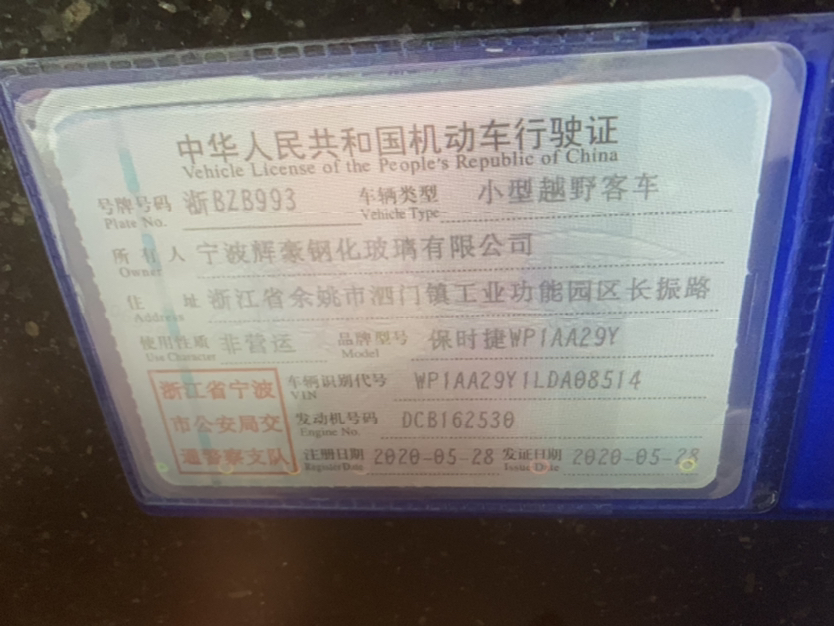 中华人民共和国机动车行驶证
Vehicle License of the People's Republic of China
号牌号码 浙BZB993 车辆类型 小型越野客车
Plate No. Vehicle Type
所有人 宁波辉豪钢化玻璃有限公司
Owner
住址 浙江省余姚市泗门镇工业功能园区长振路
Address
使用性质 非营运 品牌型号 保时捷WP1AA29Y
Use Character Model
浙江省宁波 车辆识别代号 WP1AA29Y1LDA08514
VIN
市公安局交 发动机号码 DCB162530
Engine No.
通警察支队 注册日期 2020-05-28 发证日期 2020-05-28
Register Date Issue Date